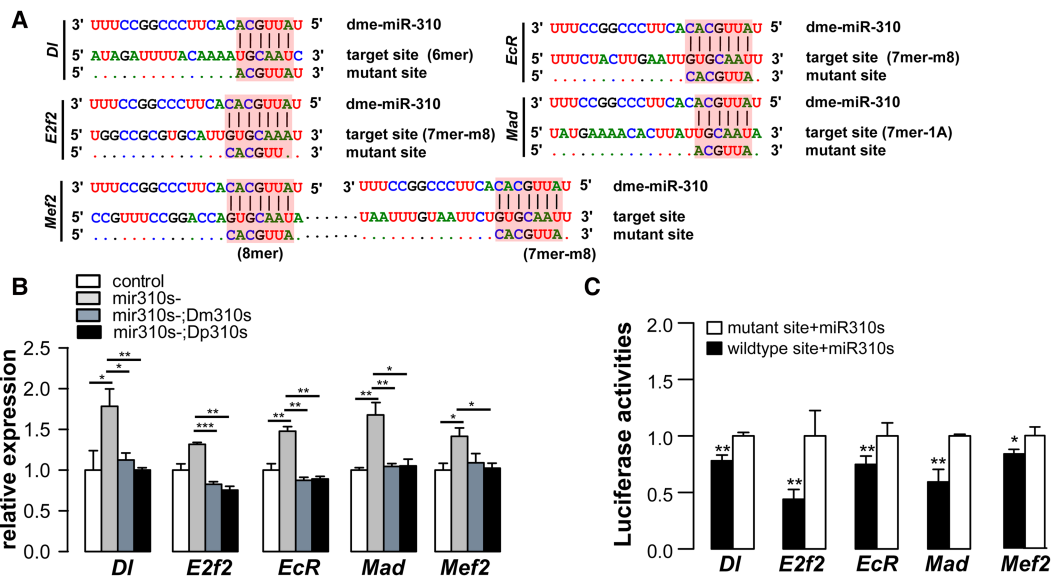 A
Dl
3' UUUCCGGCCCUUCACACGUUAU 5' dme-miR-310
AUAGAUUUUACAAAAUGCAAUC 3' target site (6mer)
5' . . . . . . . . . . . . . . . ACGUUAU 3' mutant site
EcR
3' UUUCCGGCCCUUCACACGUUAU 5' dme-miR-310
5' UUUCUACUUGAAUUGUGCAAUU 3' target site (7mer-m8)
5' . . . . . . . . . . . . . . CACGUUA. 3' mutant site
E2f2
3' UUUCCGGCCCUUCACACGUUAU 5' dme-miR-310
5' UGGCCGCGUGCAUUGUGCAAAU 3' target site (7mer-m8)
5' . . . . . . . . . . . . . . CACGUU. . 3' mutant site
Mad
3' UUUCCGGCCCUUCACACGUUAU 5' dme-miR-310
5' UAUGAAAACACUUAUUGCAAUA 3' target site (7mer-1A)
5' . . . . . . . . . . . . . . . ACGUUA. 3' mutant site
Mef2
3' UUUCCGGCCCUUCACACGUUAU 5' 3' UUUCCGGCCCUUCACACGUUAU 5' dme-miR-310
5' CCGUUUCCGGACCAGUGCAAUA . . . . . . UAAUUUGUAAUUCUGUGCAAUU 3' target site
5' . . . . . . . . . . . . . . CACGUUA. . . . . . . . . . . . . . . . . . . . . CACGUUA. 3' mutant site
(8mer) (7mer-m8)
B
control
mir310s-
mir310s-;Dm310s
mir310s-;Dp310s
relative expression
2.5
2.0
1.5
1.0
0.5
0.0
* * **
*** **
** ** **
** ** *
* *
Dl E2f2 EcR Mad Mef2
C
mutant site+miR310s
wildtype site+miR310s
Luciferase activities
2.0
1.5
1.0
0.5
0.0
** ** ** ** *
Dl E2f2 EcR Mad Mef2